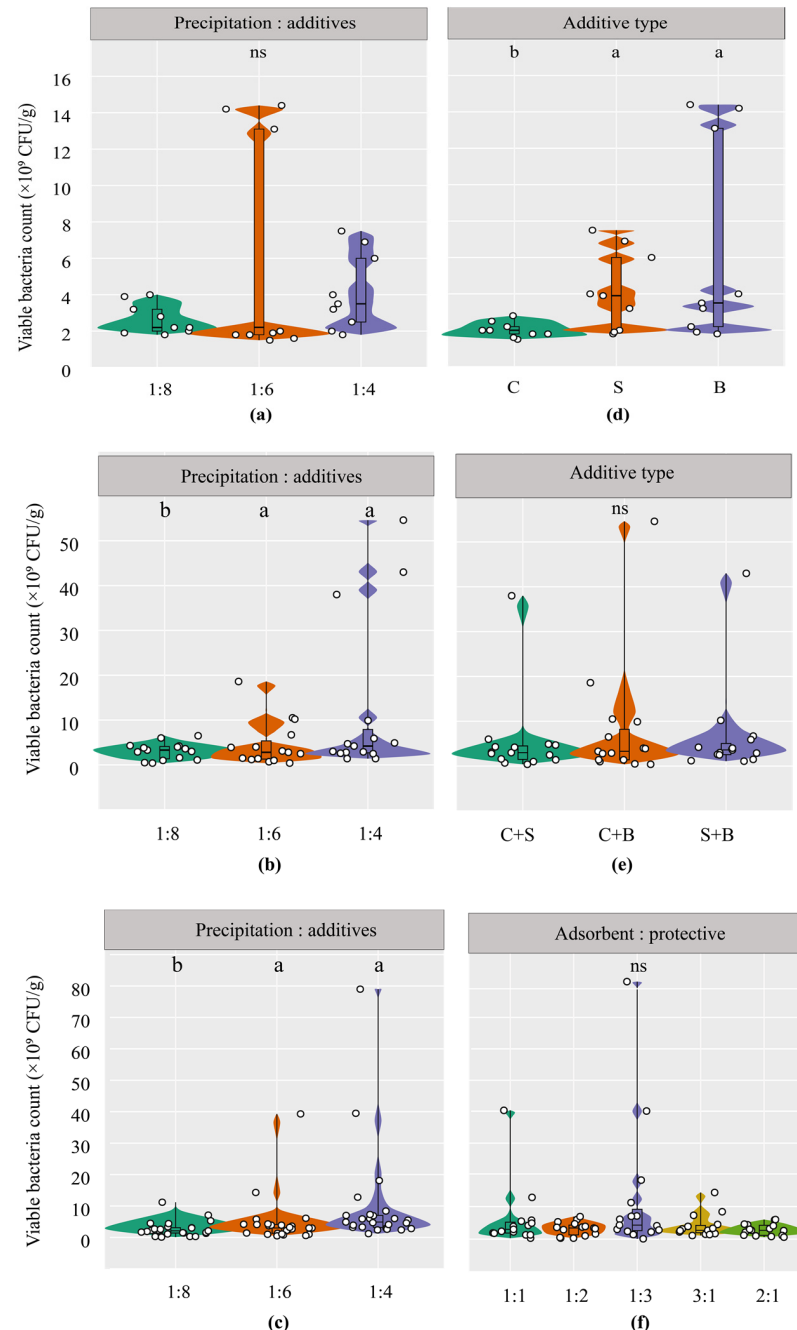 Precipitation : additives
Additive type
ns
b a a
Viable bacteria count (×10⁹ CFU/g)
16
14
12
10
8
6
4
2
0
1:8 1:6 1:4
C S B
(a)
(d)
Precipitation : additives
Additive type
b a a
ns
Viable bacteria count (×10⁹ CFU/g)
50
40
30
20
10
0
1:8 1:6 1:4
C+S C+B S+B
(b)
(e)
Precipitation : additives
Adsorbent : protective
b a a
ns
Viable bacteria count (×10⁹ CFU/g)
80
70
60
50
40
30
20
10
0
1:8 1:6 1:4
1:1 1:2 1:3 3:1 2:1
(c)
(f)